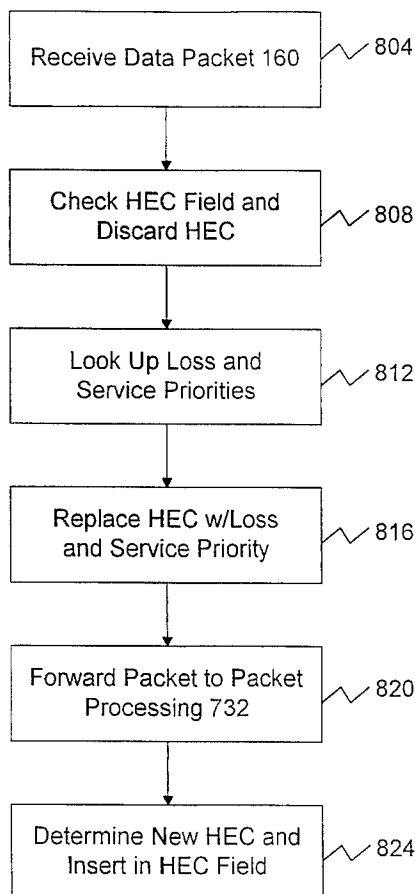 Receive Data Packet 160
804
Check HEC Field and
Discard HEC
808
Look Up Loss and
Service Priorities
812
Replace HEC w/Loss
and Service Priority
816
Forward Packet to Packet
Processing 732
820
Determine New HEC and
Insert in HEC Field
824